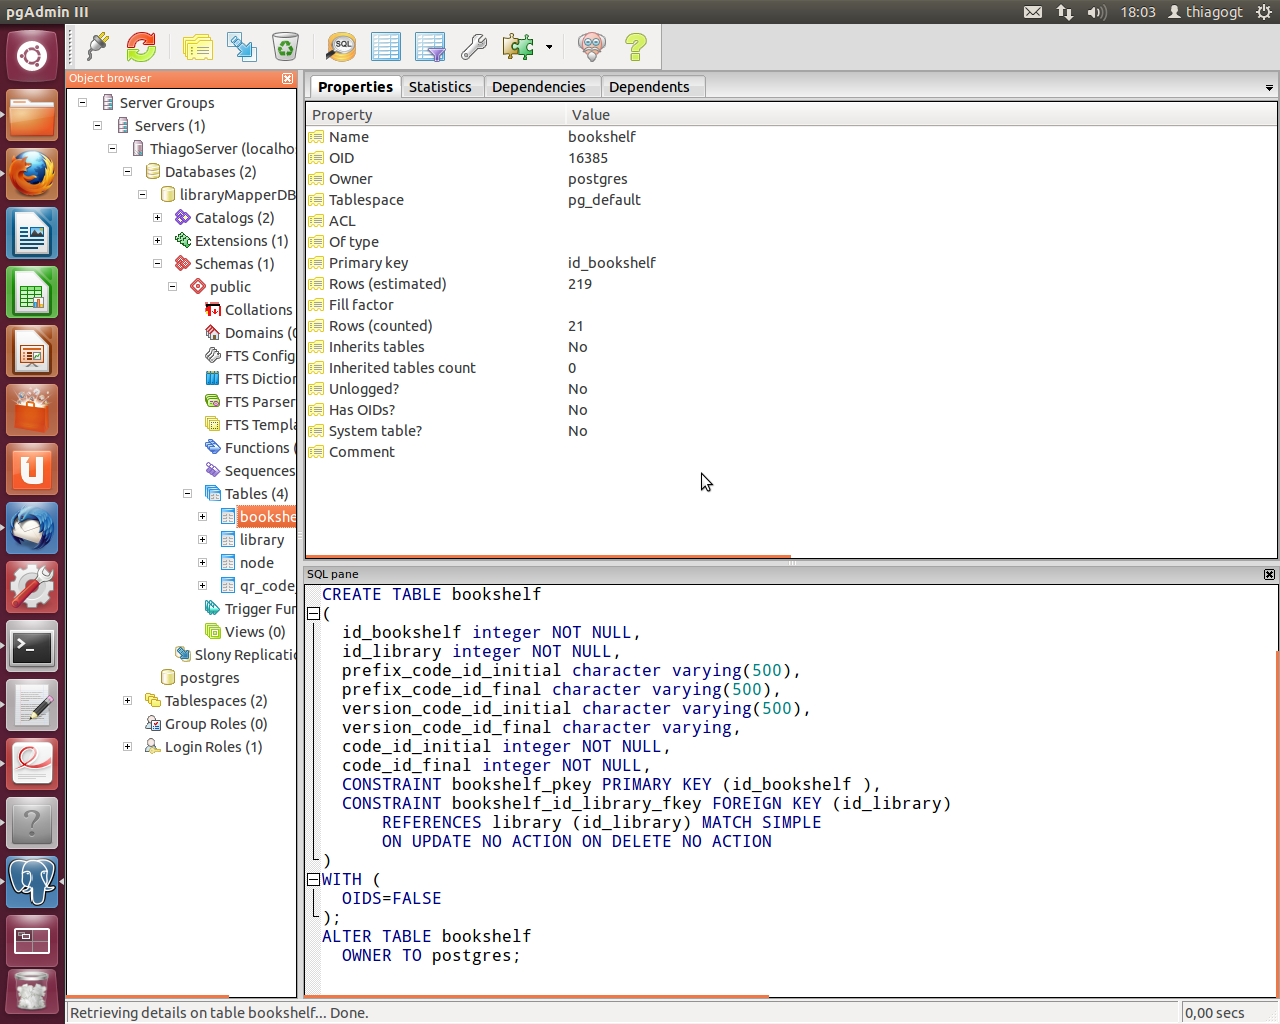 pgAdmin III
18:03
thiagogt
SQL
Object browser
Server Groups
Servers (1)
ThiagoServer (localho
Databases (2)
libraryMapperDB
Catalogs (2)
Extensions (1)
Schemas (1)
public
Collations
Domains (
FTS Config
FTS Diction
FTS Parser
FTS Templa
Functions (
Sequences
Tables (4)
bookshe
library
node
qr_code_
Trigger Fun
Views (0)
Slony Replicatio
postgres
Tablespaces (2)
Group Roles (0)
Login Roles (1)
Properties Statistics Dependencies Dependents
Property Value
Name bookshelf
OID 16385
Owner postgres
Tablespace pg_default
ACL
Of type
Primary key id_bookshelf
Rows (estimated) 219
Fill factor
Rows (counted) 21
Inherits tables No
Inherited tables count 0
Unlogged? No
Has OIDs? No
System table? No
Comment
SQL pane
CREATE TABLE bookshelf
(
id_bookshelf integer NOT NULL,
id_library integer NOT NULL,
prefix_code_id_initial character varying(500),
prefix_code_id_final character varying(500),
version_code_id_initial character varying(500),
version_code_id_final character varying,
code_id_initial integer NOT NULL,
code_id_final integer NOT NULL,
CONSTRAINT bookshelf_pkey PRIMARY KEY (id_bookshelf ),
CONSTRAINT bookshelf_id_library_fkey FOREIGN KEY (id_library)
REFERENCES library (id_library) MATCH SIMPLE
ON UPDATE NO ACTION ON DELETE NO ACTION
)
WITH (
OIDS=FALSE
);
ALTER TABLE bookshelf
OWNER TO postgres;
Retrieving details on table bookshelf... Done.
0,00 secs